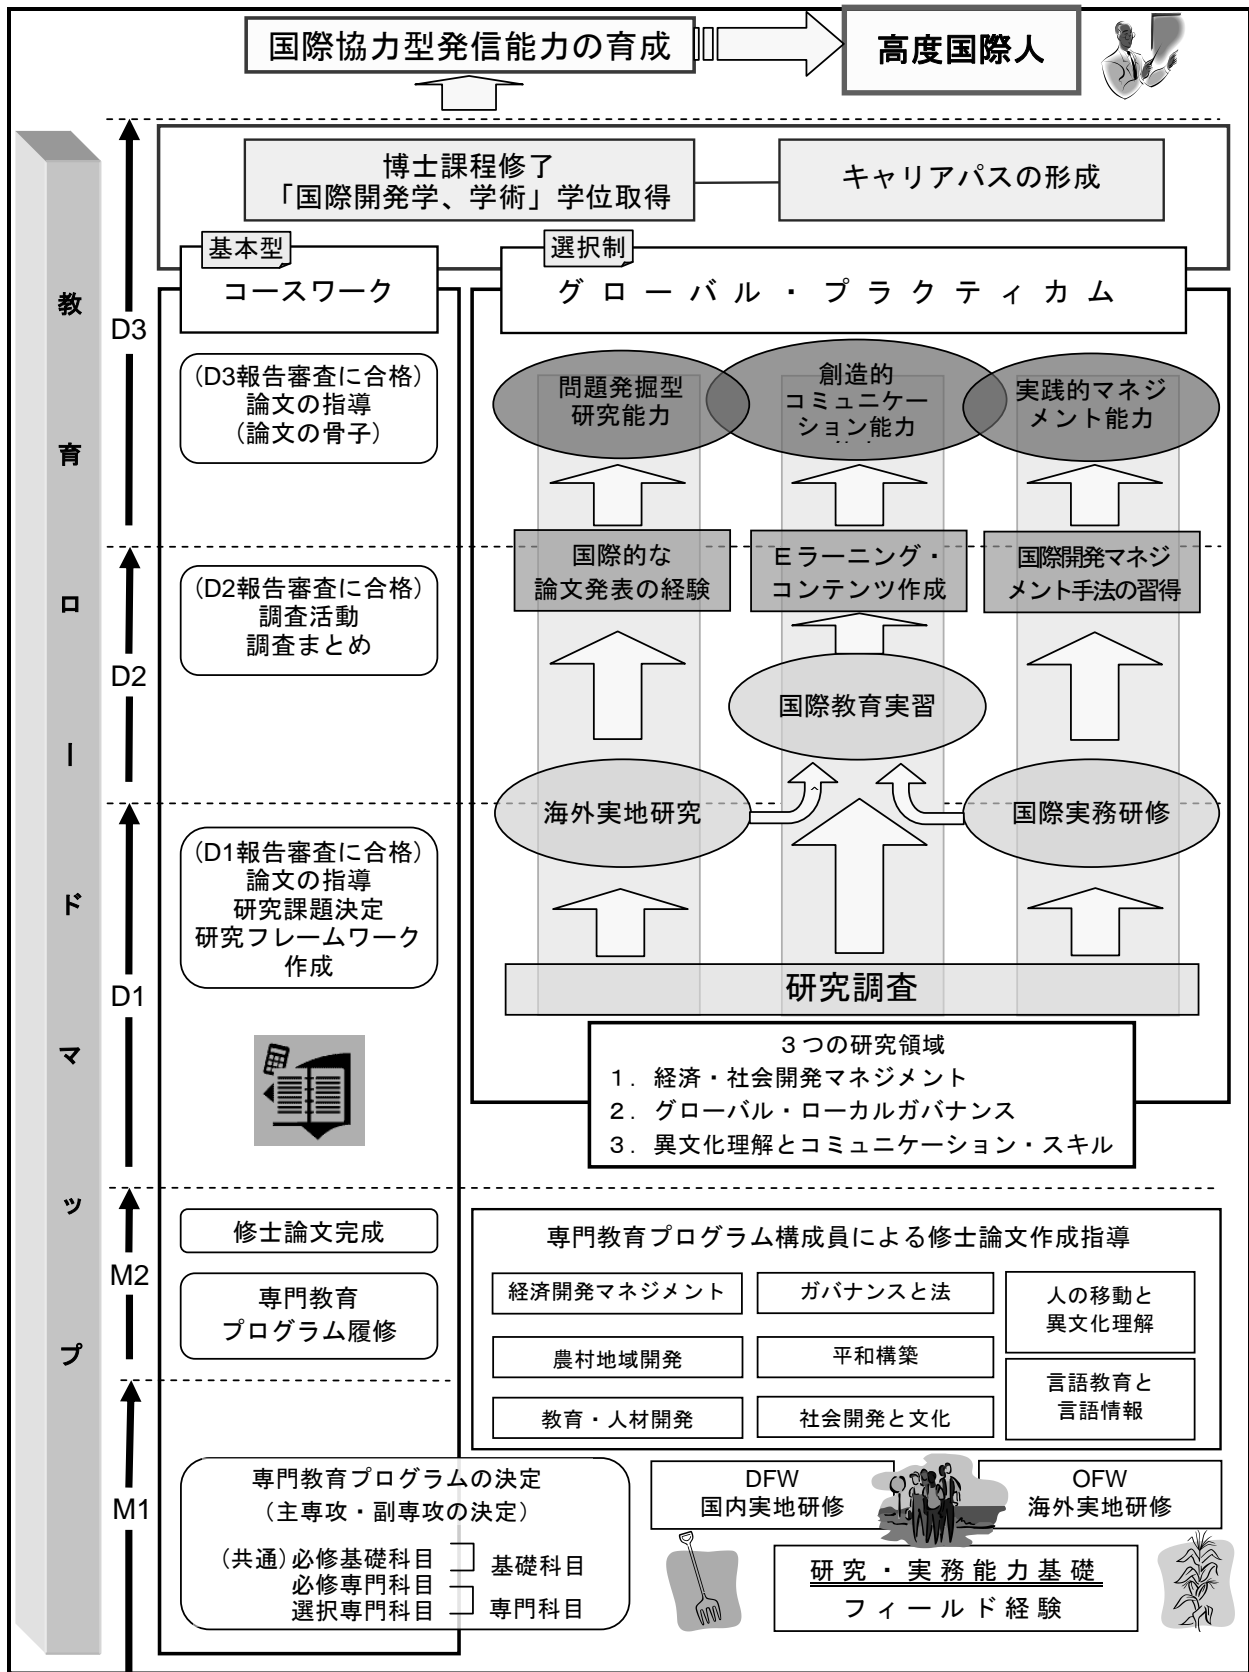 国際協力型発信能力の育成
高度国際人
博士課程修了
「国際開発学、学術」学位取得
キャリアパスの形成
基本型
コースワーク
選択制
グローバル・プラクティカム
教育ロードマップ
D3
(D3報告審査に合格)
論文の指導
(論文の骨子)
問題発掘型
研究能力
創造的
コミュニケー
ション能力
実践的マネジ
メント能力
国際的な
論文発表の経験
Eラーニング・
コンテンツ作成
国際開発マネジ
メント手法の習得
D2
(D2報告審査に合格)
調査活動
調査まとめ
国際教育実習
海外実地研究
国際実務研修
D1
(D1報告審査に合格)
論文の指導
研究課題決定
研究フレームワーク
作成
研究調査
3つの研究領域
1. 経済・社会開発マネジメント
2. グローバル・ローカルガバナンス
3. 異文化理解とコミュニケーション・スキル
M2
修士論文完成
専門教育
プログラム履修
専門教育プログラム構成員による修士論文作成指導
経済開発マネジメント
ガバナンスと法
人の移動と
異文化理解
農村地域開発
平和構築
言語教育と
言語情報
教育・人材開発
社会開発と文化
M1
専門教育プログラムの決定
(主専攻・副専攻の決定)
(共通)必修基礎科目
基礎科目
必修専門科目
選択専門科目
専門科目
DFW
国内実地研修
OFW
海外実地研修
研究・実務能力基礎
フィールド経験